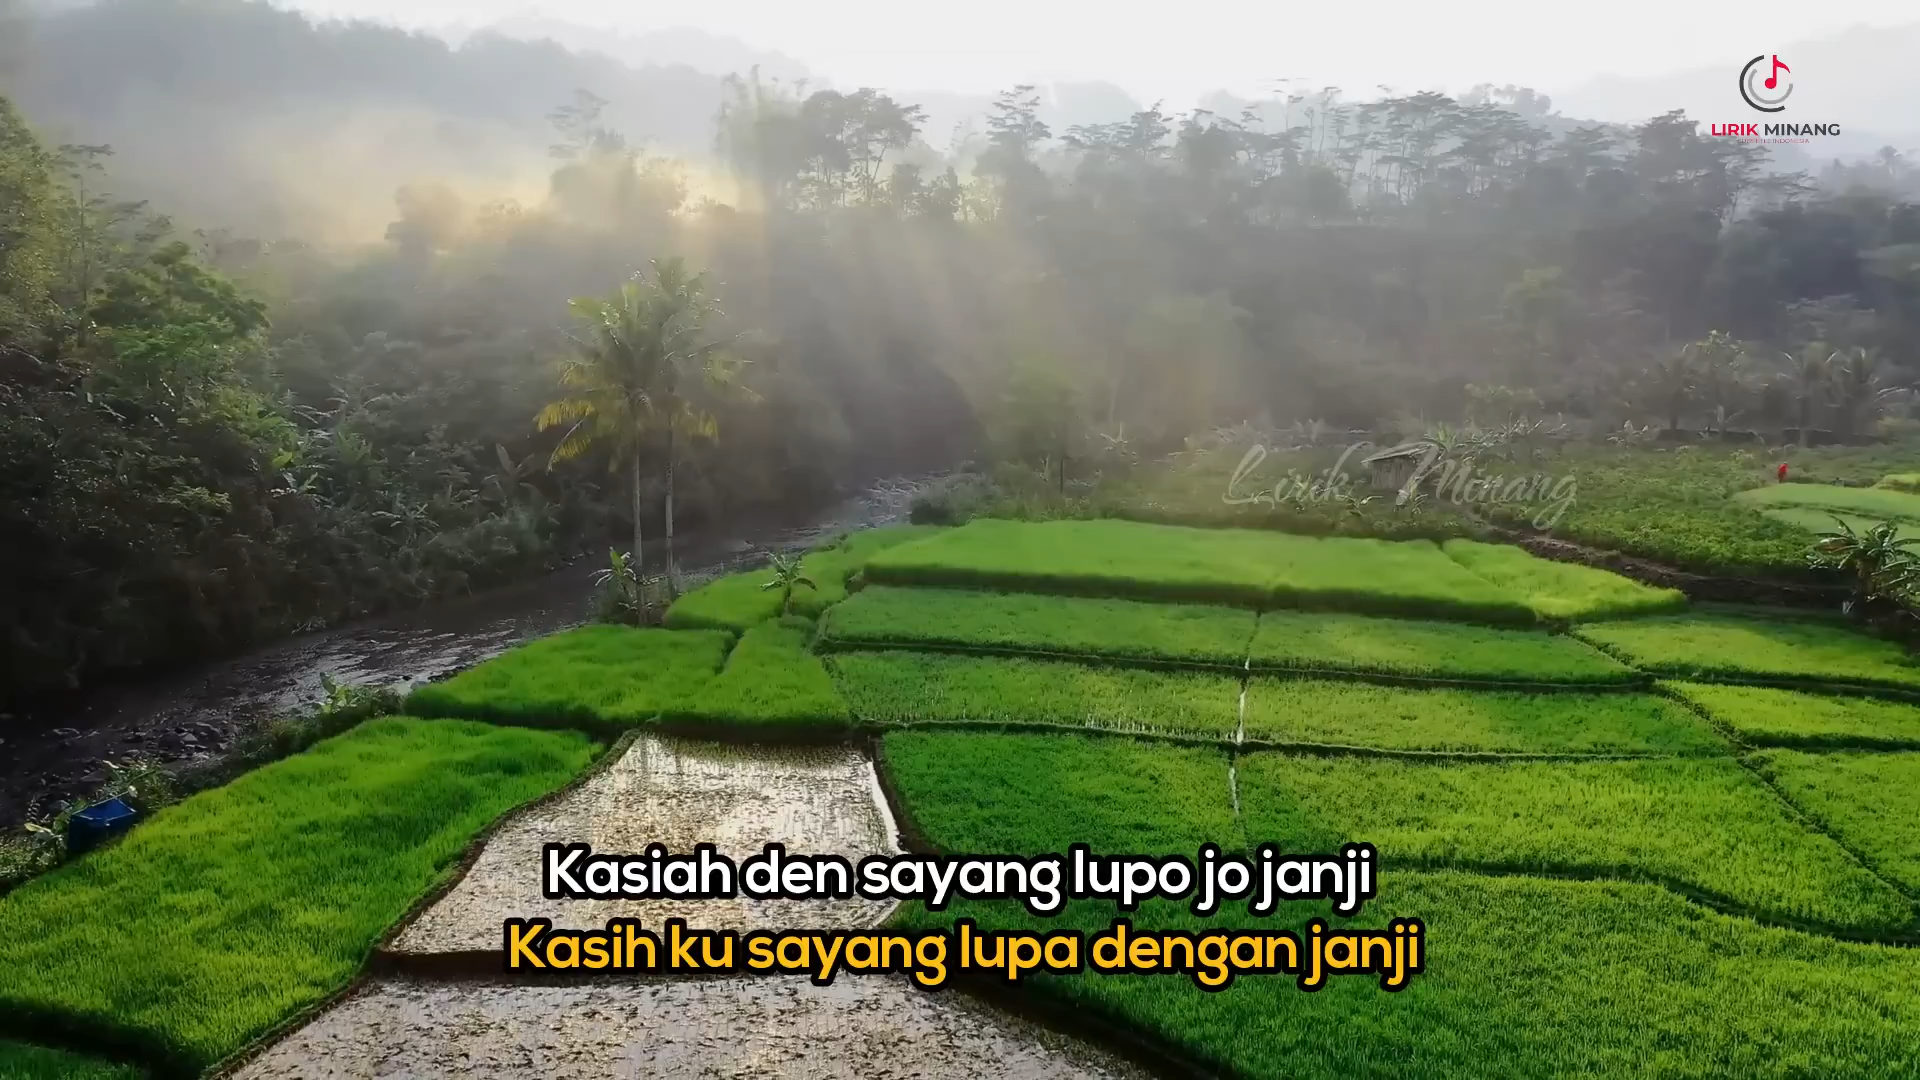 LIRIK MINANG
Lirik Minang
Kasiah den sayang lupo jo janji
Kasih ku sayang lupa dengan janji